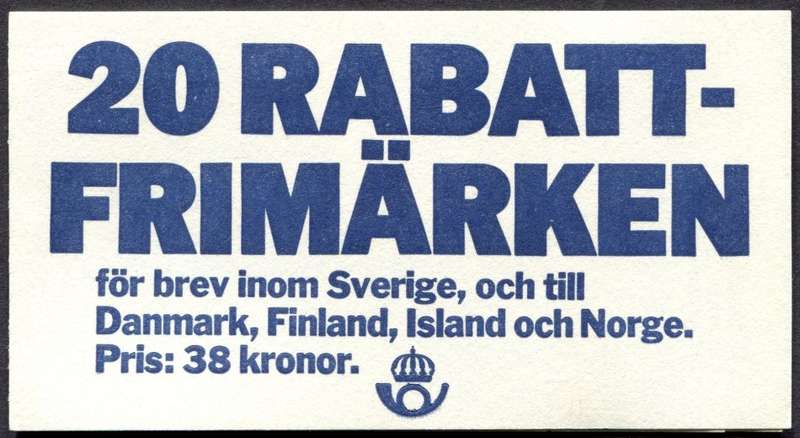 20 RABATT-
FRIMÄRKEN
för brev inom Sverige, och till
Danmark, Finland, Island och Norge.
Pris: 38 kronor.